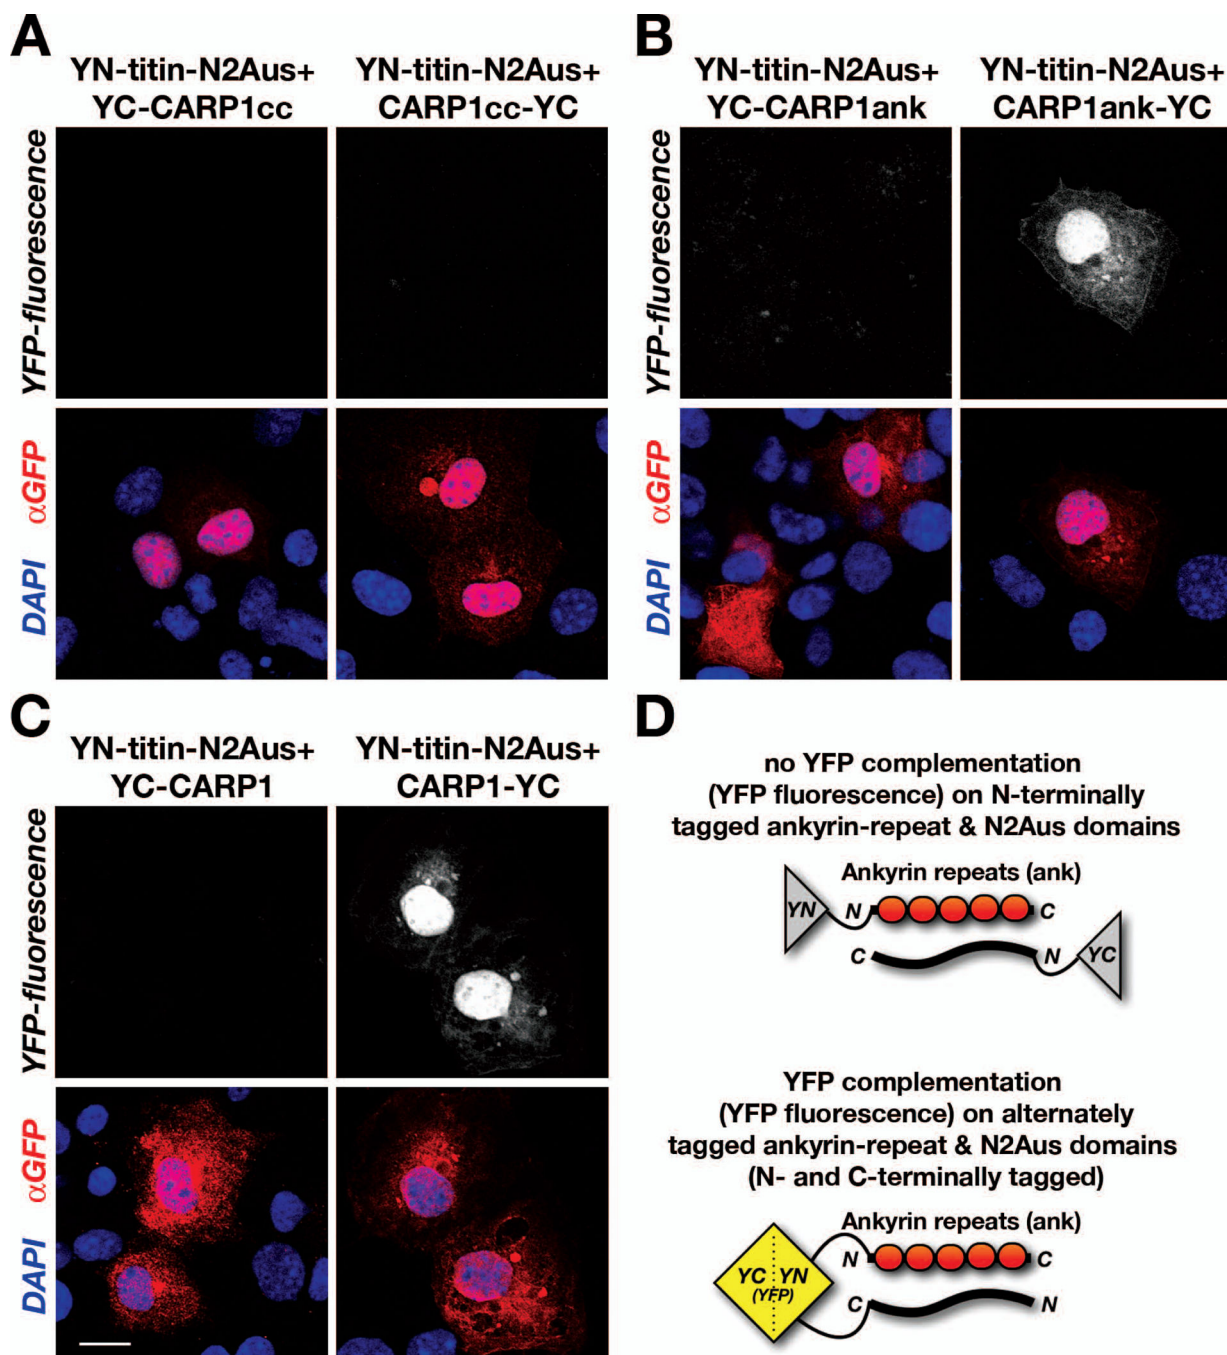 A
YN-titin-N2Aus+
YC-CARP1cc
YN-titin-N2Aus+
CARP1cc-YC
YFP-fluorescence
DAPI αGFP
B
YN-titin-N2Aus+
YC-CARP1ank
YN-titin-N2Aus+
CARP1ank-YC
YFP-fluorescence
DAPI αGFP
C
YN-titin-N2Aus+
YC-CARP1
YN-titin-N2Aus+
CARP1-YC
YFP-fluorescence
DAPI αGFP
D
no YFP complementation
(YFP fluorescence) on N-terminally
tagged ankyrin-repeat & N2Aus domains
Ankyrin repeats (ank)
YN N C
C N YC
YFP complementation
(YFP fluorescence) on alternately
tagged ankyrin-repeat & N2Aus domains
(N- and C-terminally tagged)
Ankyrin repeats (ank)
N C
YC YN
(YFP)
C N